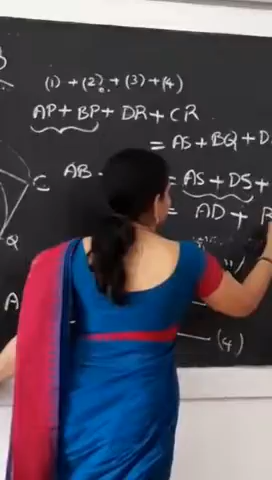 (1) + (2) + (3) + (4)
AP + BP + DR + CR
= AS + BQ + D
AB
= AS + DS +
= AD +
C
Q
A
(4)